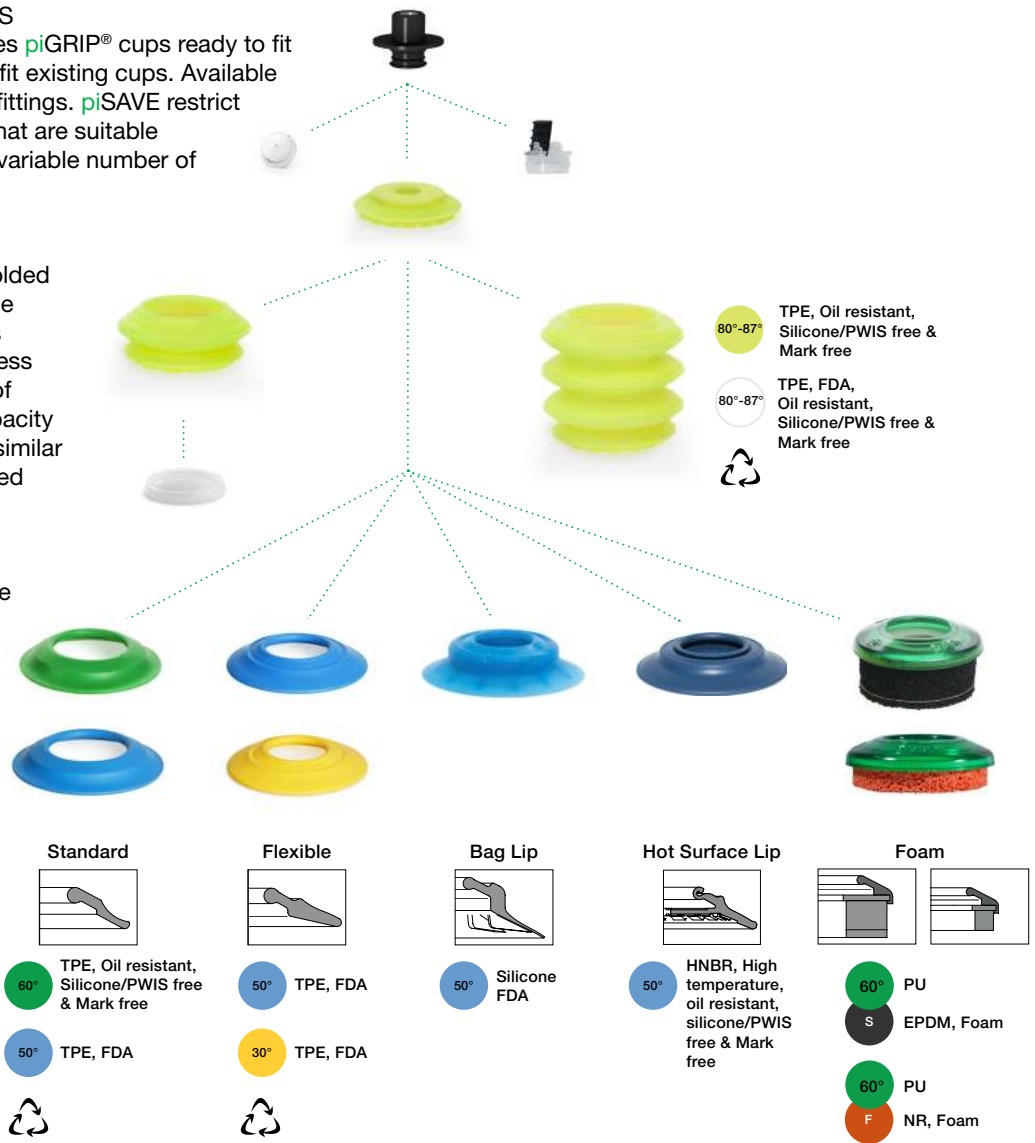 S
es piGRIP® cups ready to fit
fit existing cups. Available
fittings. piSAVE restrict
hat are suitable
variable number of
olded
e
s
ess
of
pacity
similar
ed
e
80°-87°
TPE, Oil resistant,
Silicone/PWIS free &
Mark free
80°-87°
TPE, FDA,
Oil resistant,
Silicone/PWIS free &
Mark free
Standard
60°
TPE, Oil resistant,
Silicone/PWIS free
& Mark free
50°
TPE, FDA
Flexible
50°
TPE, FDA
30°
TPE, FDA
Bag Lip
50°
Silicone
FDA
Hot Surface Lip
50°
HNBR, High
temperature,
oil resistant,
silicone/PWIS
free & Mark
free
Foam
60°
PU
S
EPDM, Foam
60°
PU
F
NR, Foam